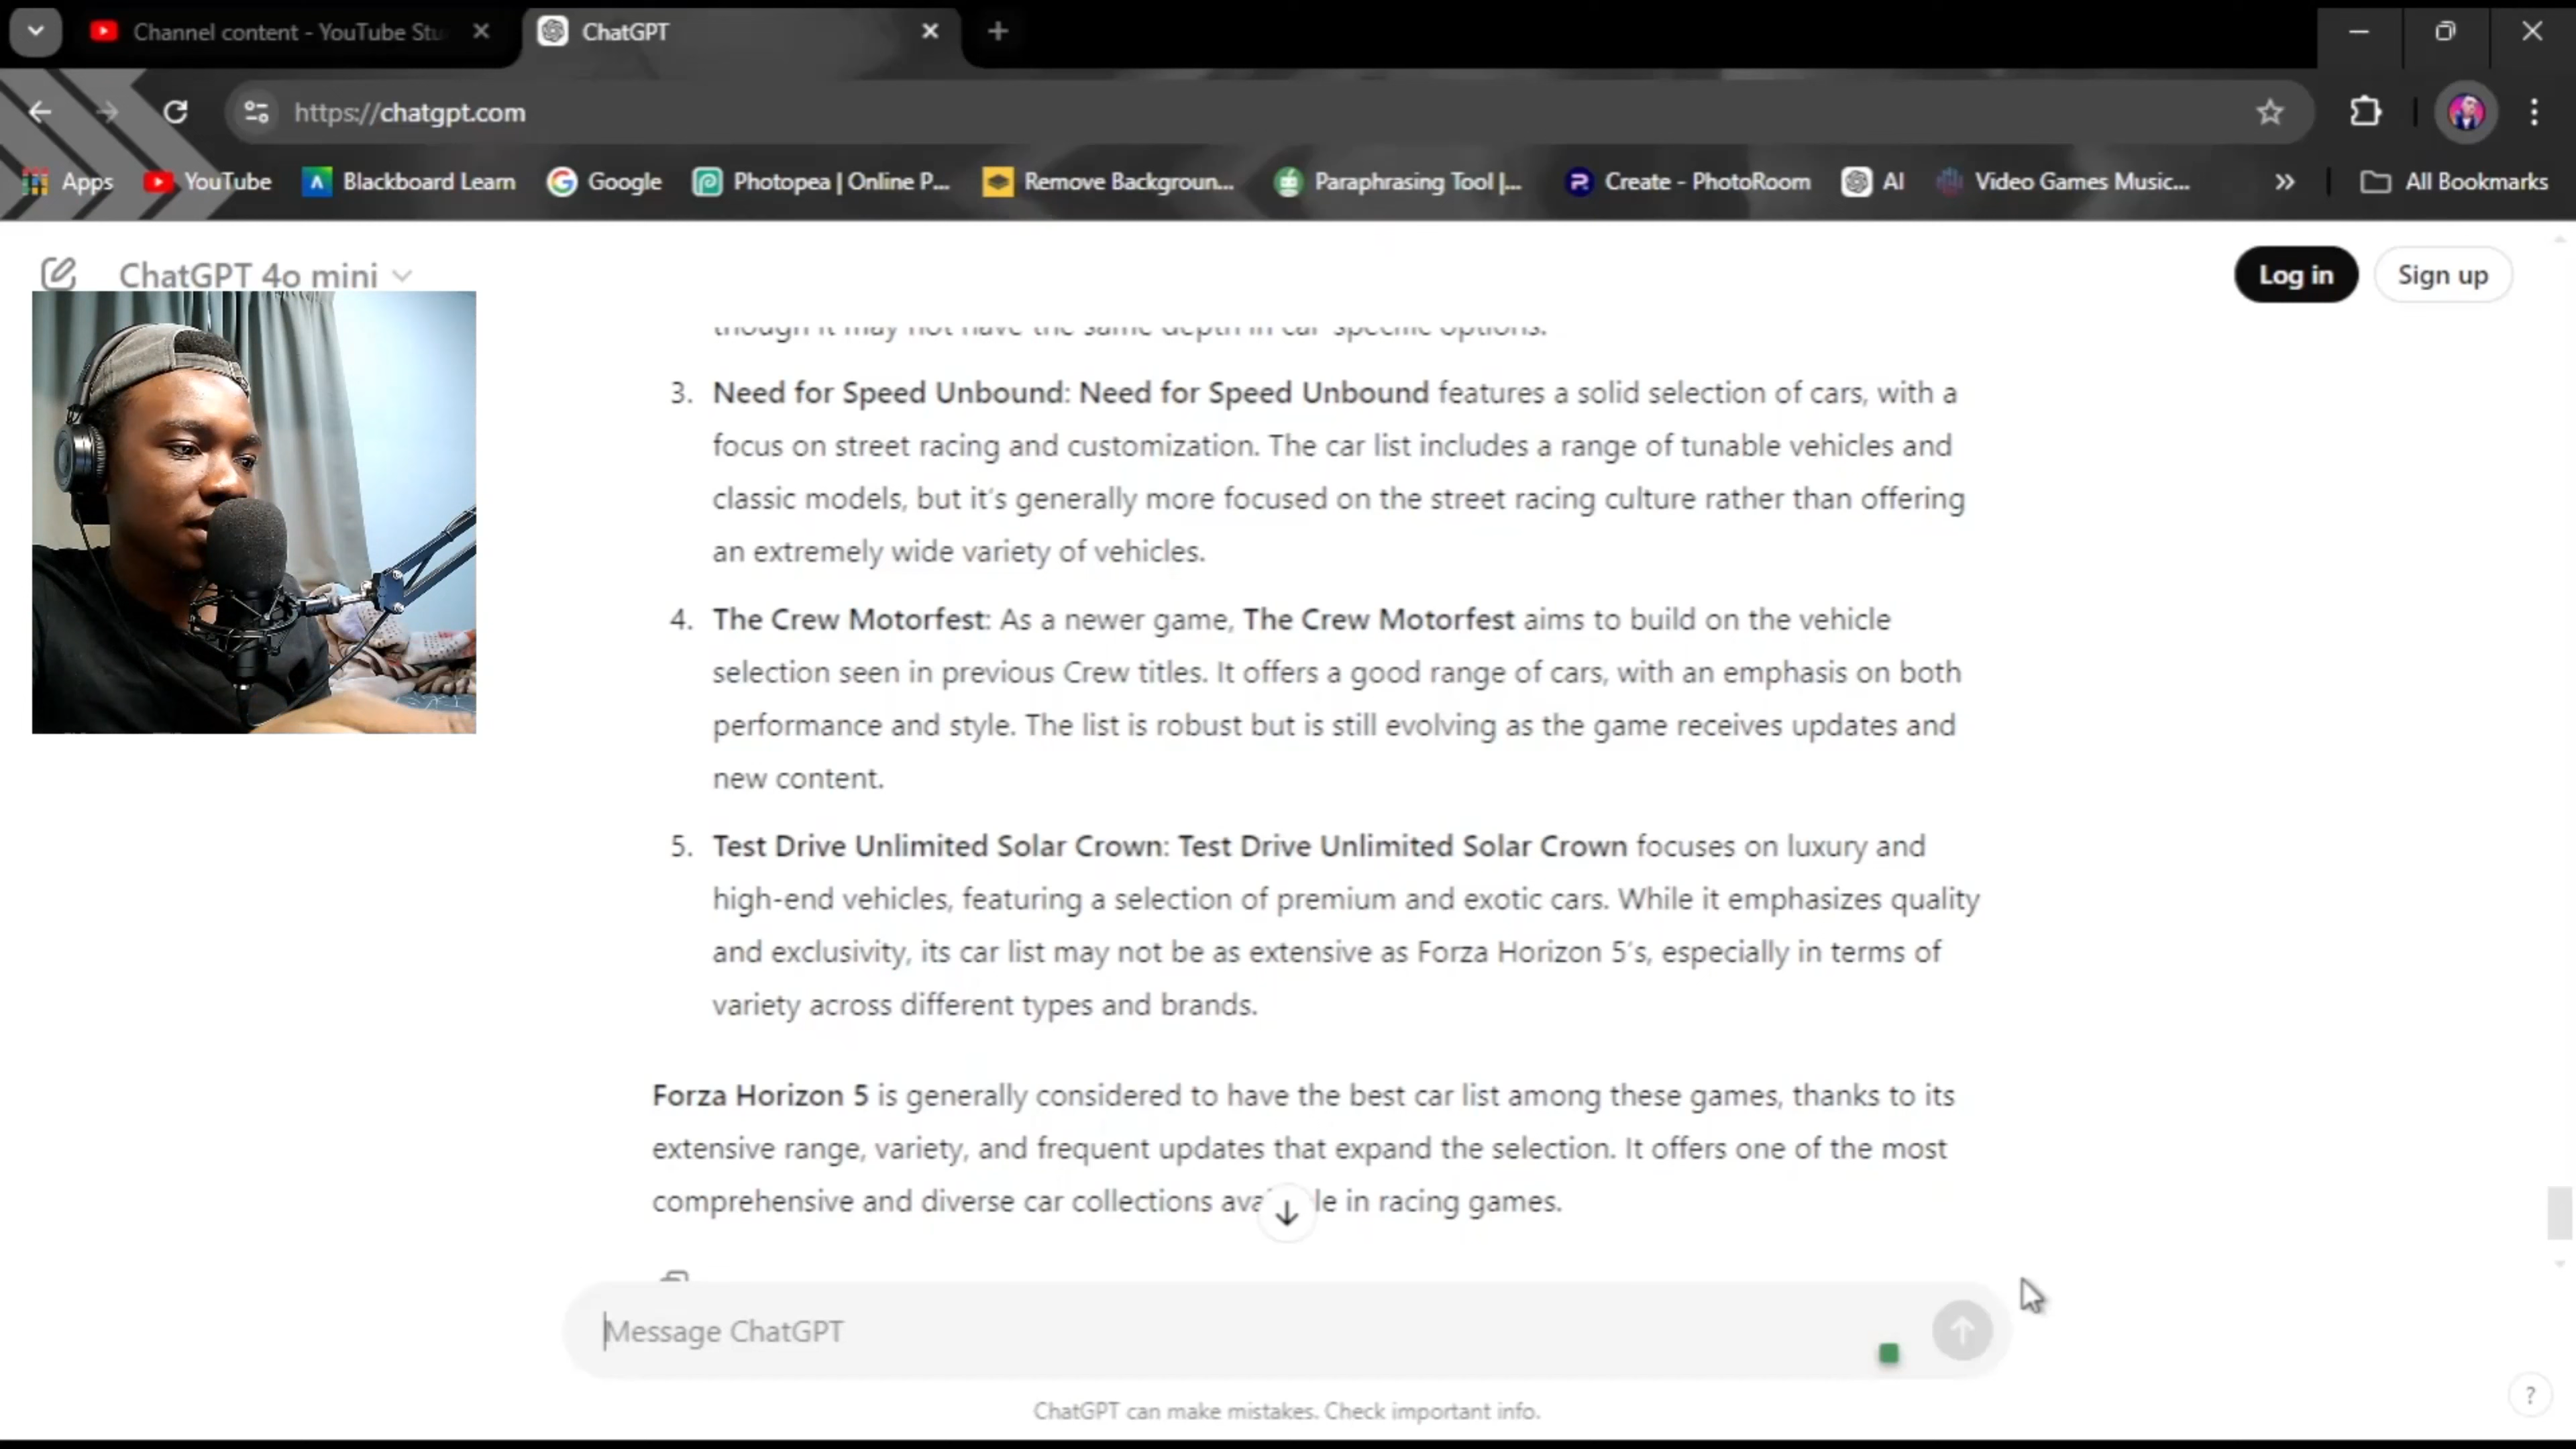 Channel content - YouTube Stu
ChatGPT
https://chatgpt.com
Apps
YouTube
Blackboard Learn
Google
Photopea | Online P...
Remove Backgroun...
Paraphrasing Tool |...
Create - PhotoRoom
AI
Video Games Music...
All Bookmarks
ChatGPT 4o mini
Log in
Sign up
though it may not have the same depth in car-specific options.
3. Need for Speed Unbound: Need for Speed Unbound features a solid selection of cars, with a
focus on street racing and customization. The car list includes a range of tunable vehicles and
classic models, but it's generally more focused on the street racing culture rather than offering
an extremely wide variety of vehicles.
4. The Crew Motorfest: As a newer game, The Crew Motorfest aims to build on the vehicle
selection seen in previous Crew titles. It offers a good range of cars, with an emphasis on both
performance and style. The list is robust but is still evolving as the game receives updates and
new content.
5. Test Drive Unlimited Solar Crown: Test Drive Unlimited Solar Crown focuses on luxury and
high-end vehicles, featuring a selection of premium and exotic cars. While it emphasizes quality
and exclusivity, its car list may not be as extensive as Forza Horizon 5's, especially in terms of
variety across different types and brands.
Forza Horizon 5 is generally considered to have the best car list among these games, thanks to its
extensive range, variety, and frequent updates that expand the selection. It offers one of the most
comprehensive and diverse car collections ava le in racing games.
Message ChatGPT
ChatGPT can make mistakes. Check important info.
?